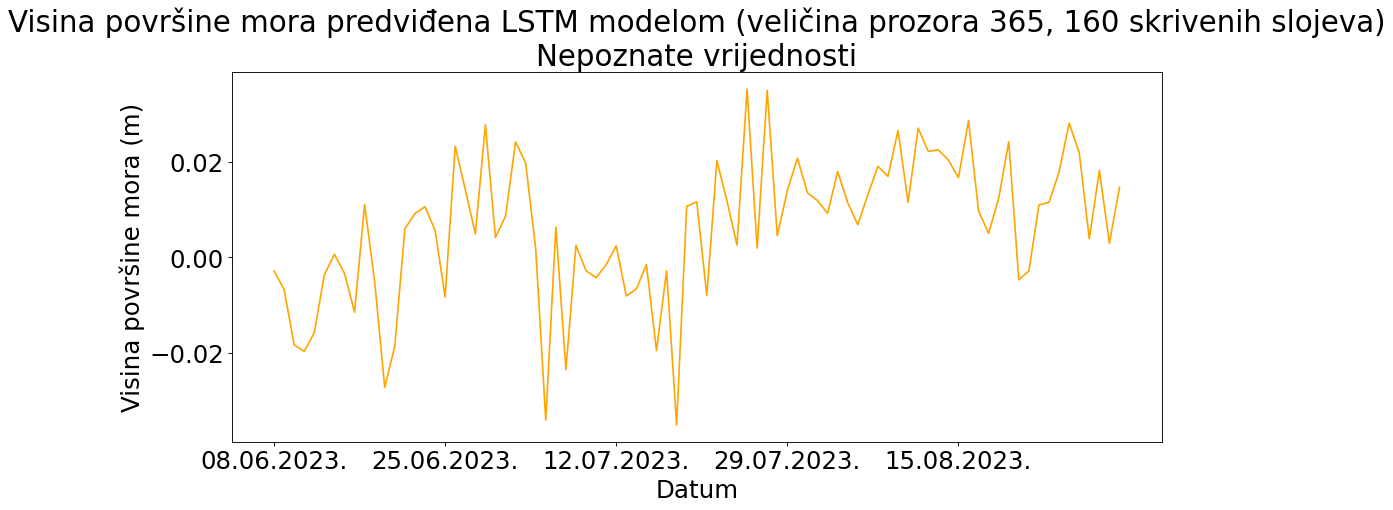 Visina površine mora predviđena LSTM modelom (veličina prozora 365, 160 skrivenih slojeva)
Nepoznate vrijednosti
Visina površine mora (m)
0.02
0.00
−0.02
08.06.2023. 25.06.2023. 12.07.2023. 29.07.2023. 15.08.2023.
Datum